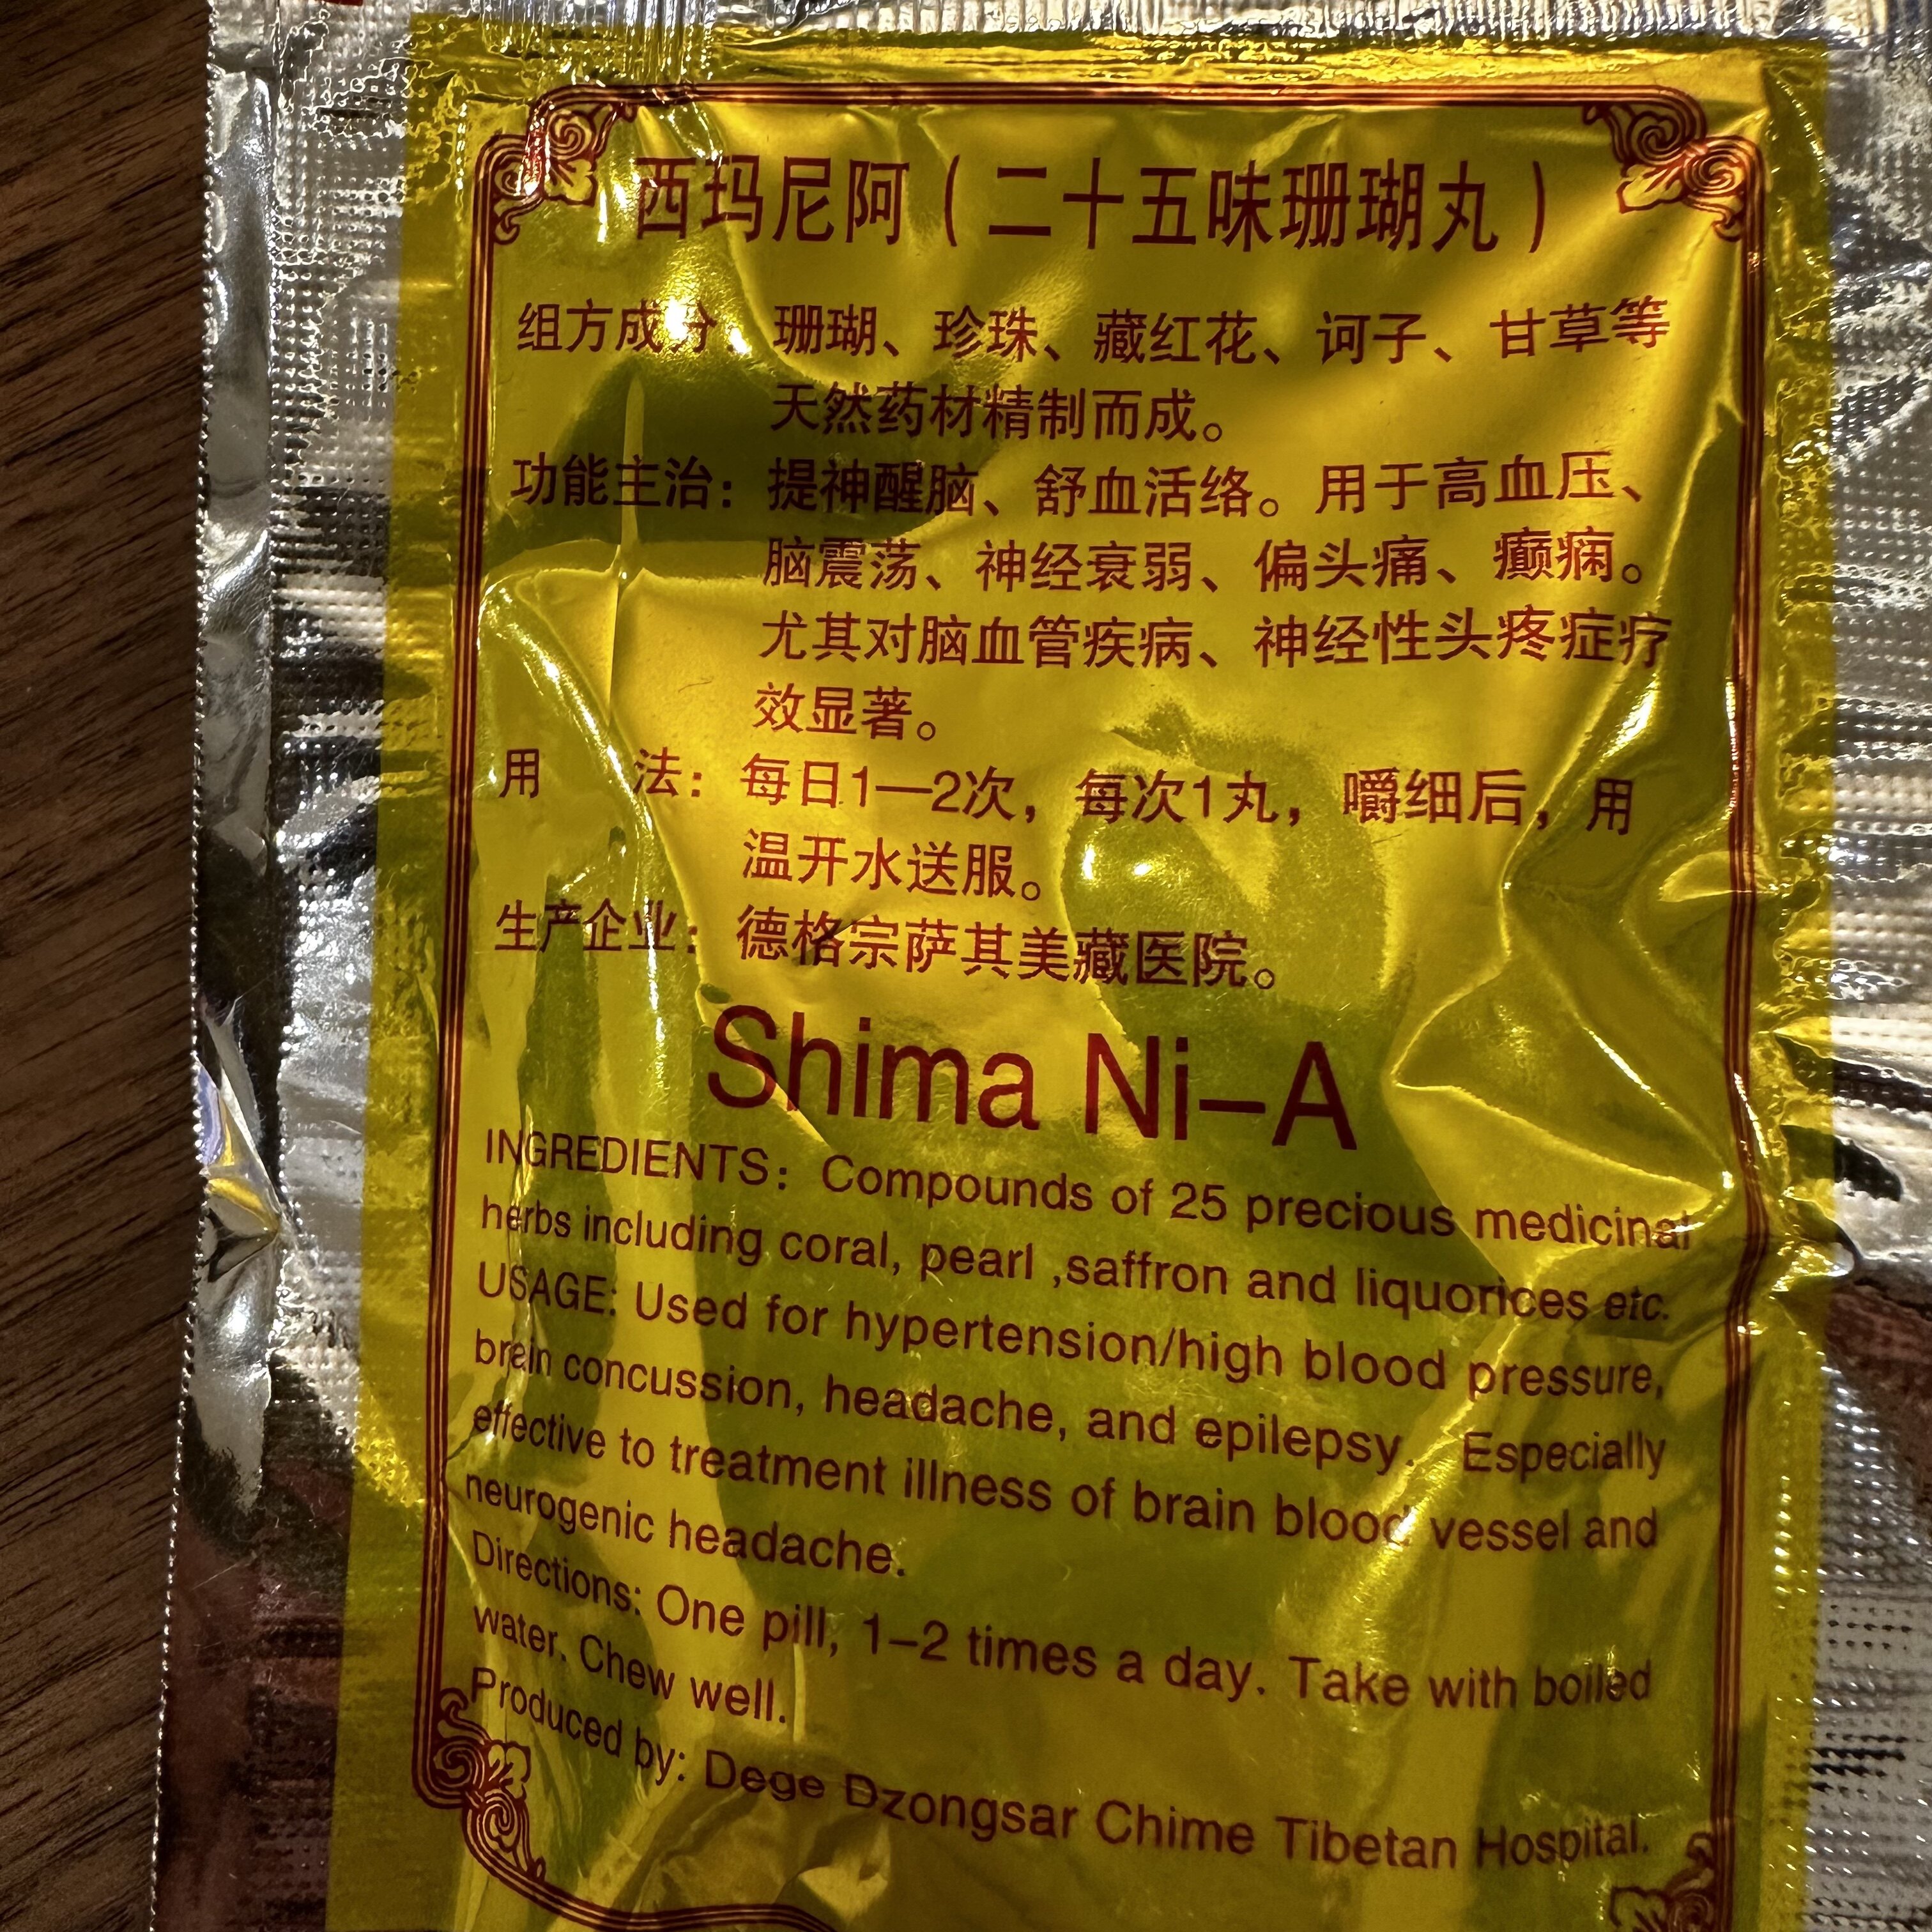 西玛尼阿(二十五味珊瑚丸)
组方成分:珊瑚、珍珠、藏红花、诃子、甘草等
天然药材精制而成。
功能主治:提神醒脑、舒血活络。用于高血压、
脑震荡、神经衰弱、偏头痛、癫痫。
尤其对脑血管疾病、神经性头疼症疗
效显著。
用 法:每日1—2次,每次1丸,嚼细后,用
温开水送服。
生产企业:德格宗萨其美藏医院。
Shima Ni-A
INGREDIENTS: Compounds of 25 precious medicinal
herbs including coral, pearl ,saffron and liquorices etc.
USAGE: Used for hypertension/high blood pressure,
brain concussion, headache, and epilepsy. Especially
effective to treatment illness of brain blood vessel and
neurogenic headache.
Directions: One pill, 1-2 times a day. Take with boiled
water. Chew well.
Produced by: Dege Dzongsar Chime Tibetan Hospital.